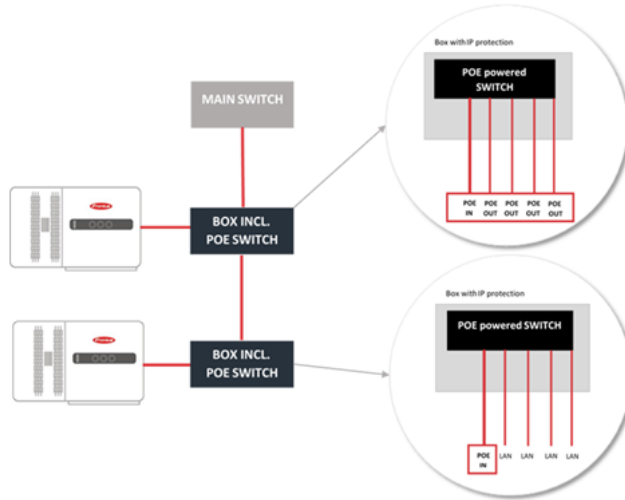 Box with IP protection
POE powered
SWITCH
POE POE POE POE POE
IN OUT OUT OUT OUT
MAIN SWITCH
Fronius
BOX INCL.
POE SWITCH
Box with IP protection
POE powered SWITCH
POE LAN LAN LAN LAN
IN
Fronius
BOX INCL.
POE SWITCH